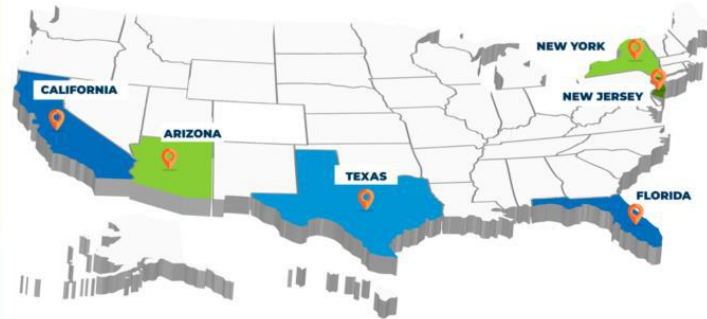 NEW YORK
CALIFORNIA
NEW JERSEY
ARIZONA
TEXAS
FLORIDA